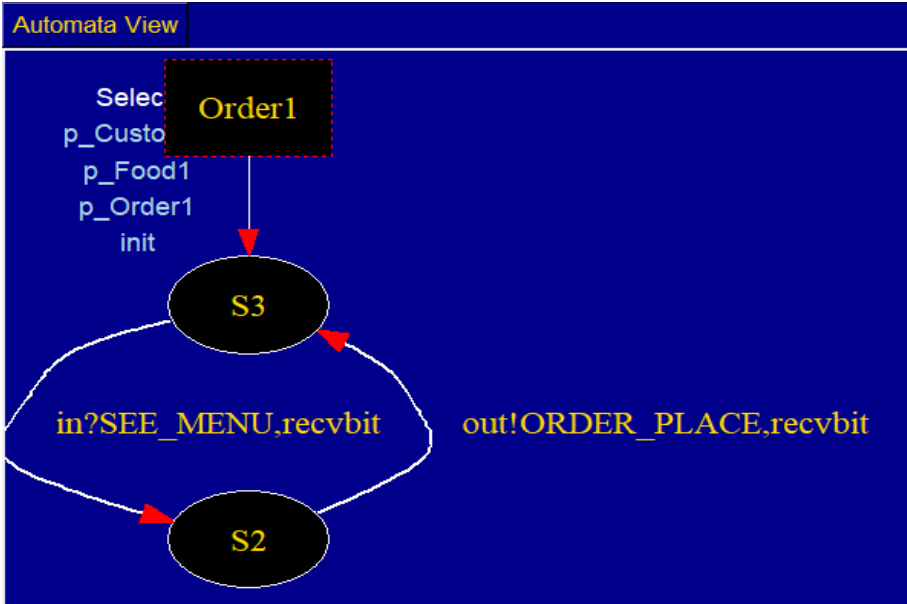 Automata View
Selec
p_Custo
p_Food1
p_Order1
init
Order1
S3
in?SEE_MENU,recvbit
out!ORDER_PLACE,recvbit
S2